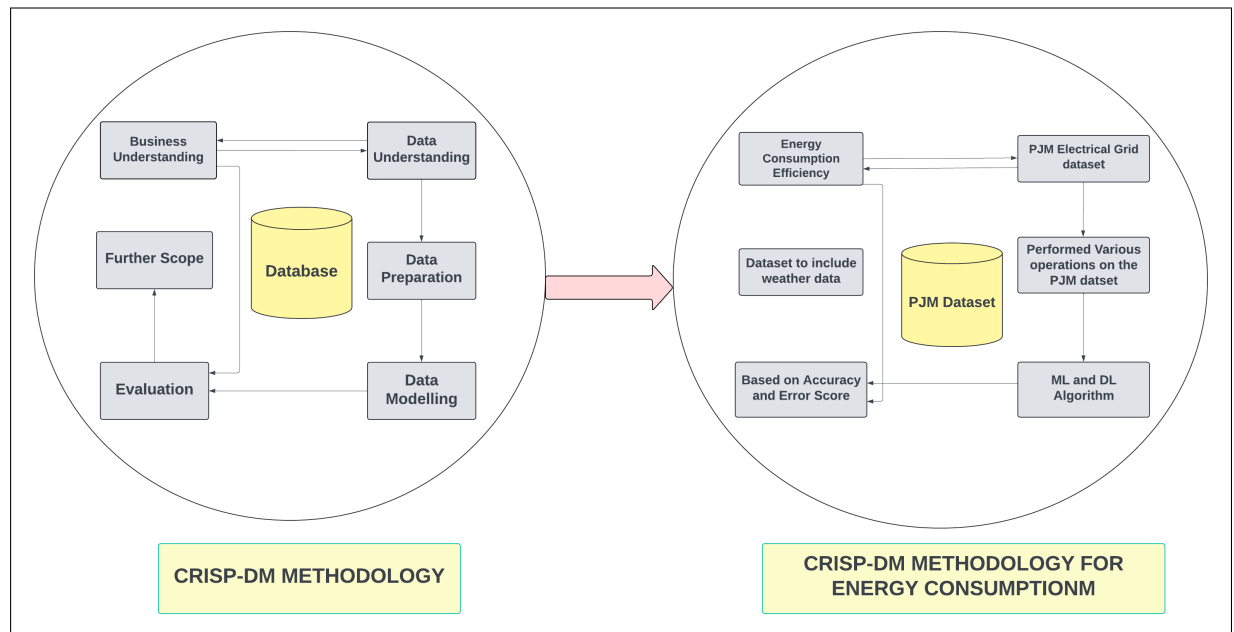 Business
Understanding
Data
Understanding
Further Scope
Database
Data
Preparation
Evaluation
Data
Modelling
CRISP-DM METHODOLOGY
Energy
Consumption
Efficiency
PJM Electrical Grid
dataset
Dataset to include
weather data
PJM Dataset
Performed Various
operations on the
PJM datset
Based on Accuracy
and Error Score
ML and DL
Algorithm
CRISP-DM METHODOLOGY FOR
ENERGY CONSUMPTIONM